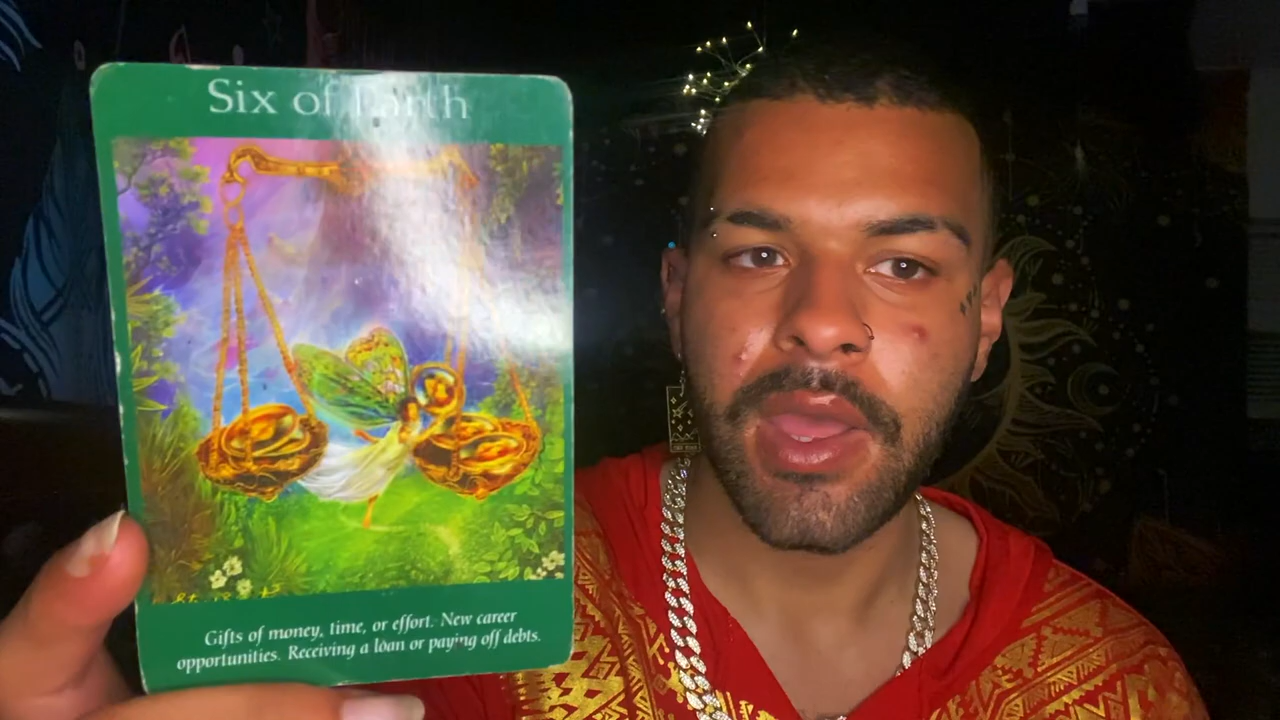 Six of Earth
Gifts of money, time, or effort. New career
opportunities. Receiving a loan or paying off debts.